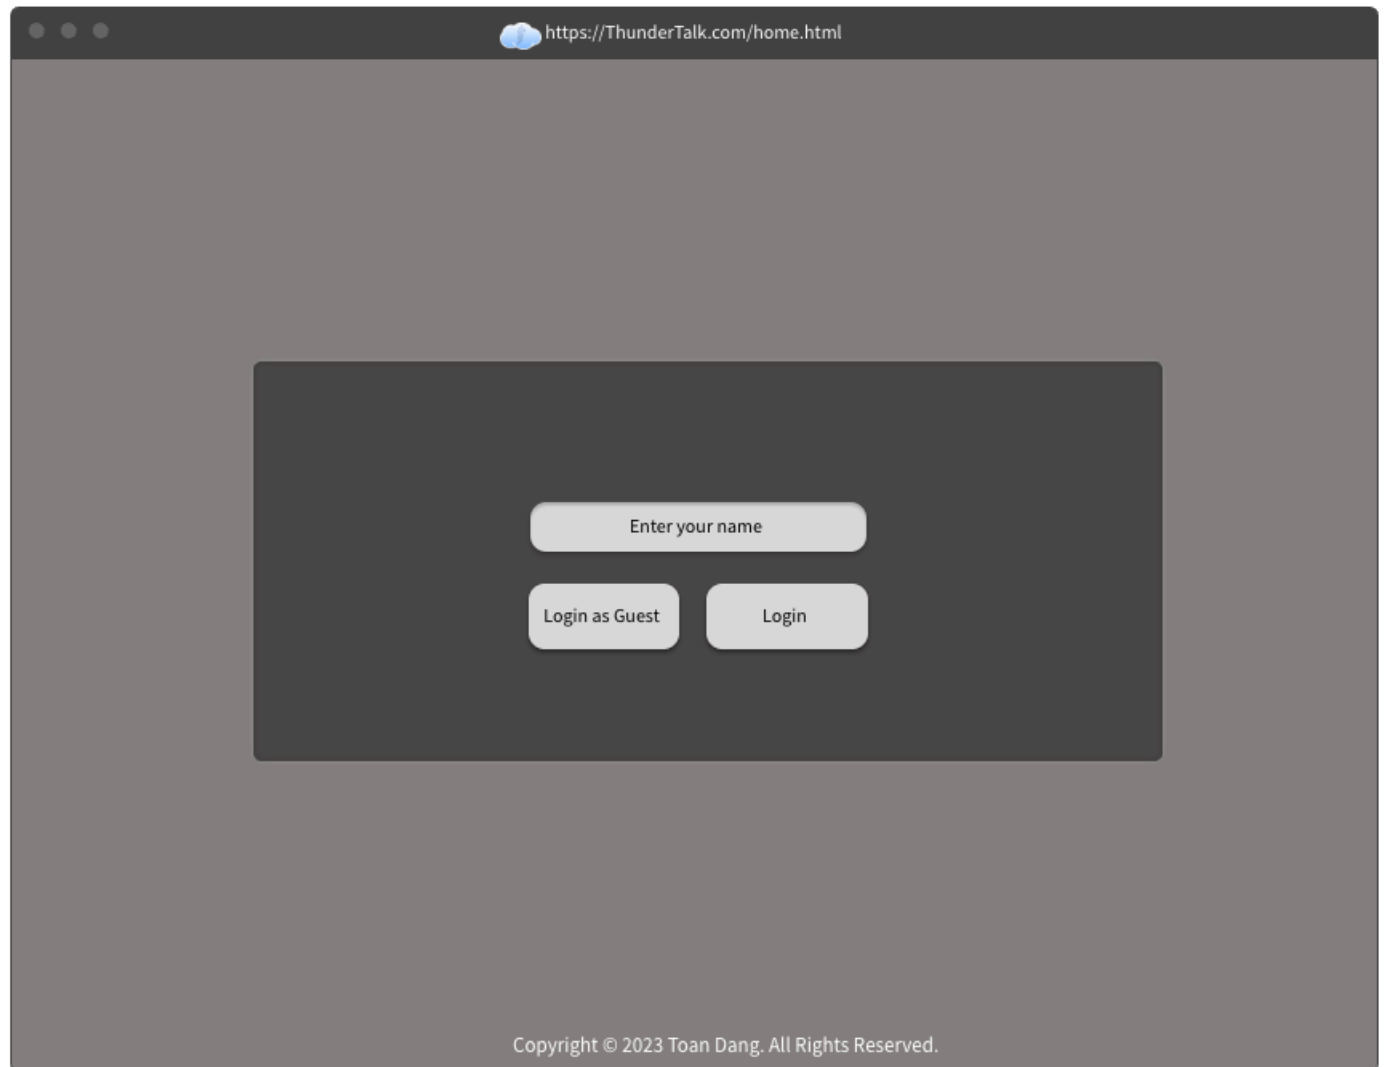 https://ThunderTalk.com/home.html
Enter your name
Login as Guest
Login
Copyright © 2023 Toan Dang. All Rights Reserved.